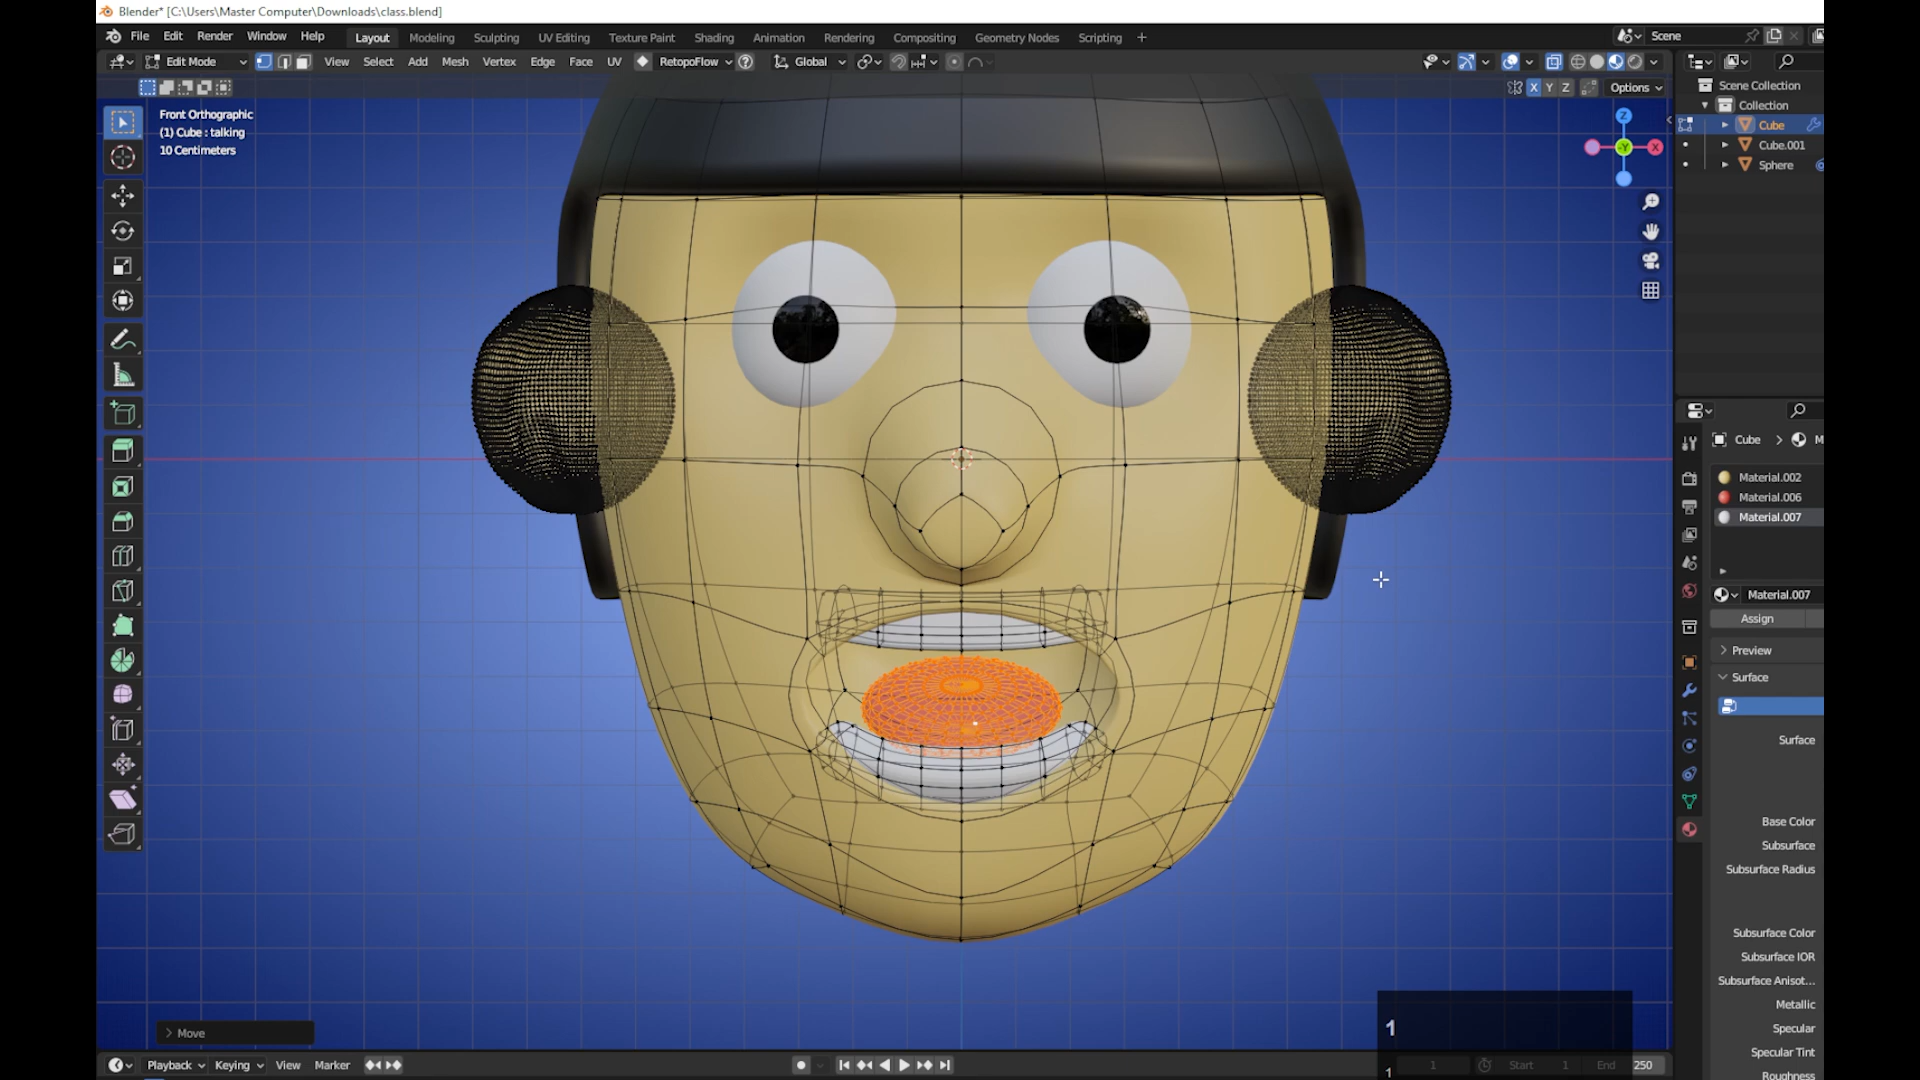 Blender* [C:\Users\Master Computer\Downloads\class.blend]
File Edit Render Window Help Layout Modeling Sculpting UV Editing Texture Paint Shading Animation Rendering Compositing Geometry Nodes Scripting + Scene
Edit Mode View Select Add Mesh Vertex Edge Face UV RetopoFlow Global
X Y Z Options
Front Orthographic
(1) Cube : talking
10 Centimeters
Z
Y
X
Scene Collection
Collection
Cube
Cube.001
Sphere
Cube > M
Material.002
Material.006
Material.007
Material.007
Assign
Preview
Surface
Surface
Base Color
Subsurface
Subsurface Radius
Subsurface Color
Subsurface IOR
Subsurface Anisot...
Metallic
Specular
Specular Tint
Roughness
Move
1
1
Playback Keying View Marker 1 Start 1 End 250